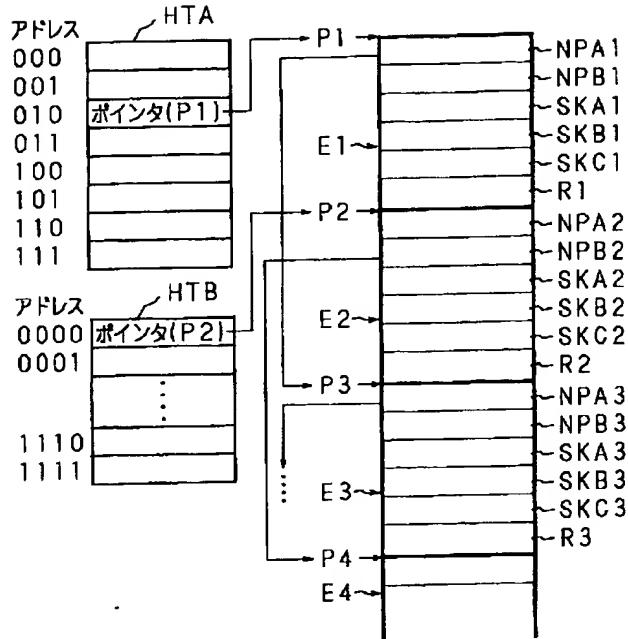 HTA
アドレス
000
001
010 ポインタ(P1)
011
100
101
110
111
HTB
アドレス
0000 ポインタ(P2)
0001
1110
1111
P1
NPA1
NPB1
SKA1
SKB1
E1
SKC1
R1
P2
NPA2
NPB2
SKA2
SKB2
E2
SKC2
R2
P3
NPA3
NPB3
SKA3
SKB3
E3
SKC3
R3
P4
E4